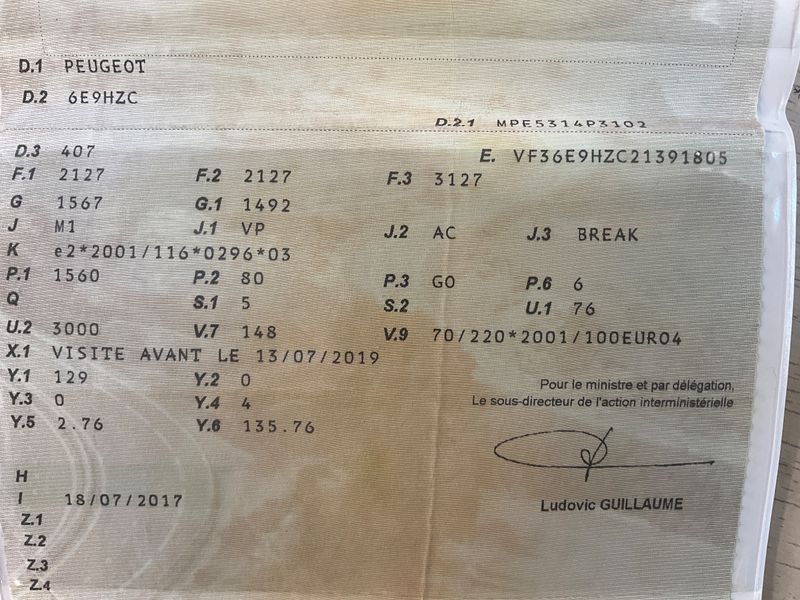 D.1 PEUGEOT
D.2 6E9HZC
D.2.1 MPE5314P3102
D.3 407
E. VF36E9HZC21391805
F.1 2127 F.2 2127 F.3 3127
G 1567 G.1 1492
J M1 J.1 VP J.2 AC J.3 BREAK
K e2*2001/116*0296*03
P.1 1560 P.2 80 P.3 GO P.6 6
Q S.1 5 S.2 U.1 76
U.2 3000 V.7 148 V.9 70/220*2001/100EURO4
X.1 VISITE AVANT LE 13/07/2019
Y.1 129 Y.2 0
Y.3 0 Y.4 4
Y.5 2.76 Y.6 135.76
Pour le ministre et par délégation,
Le sous-directeur de l'action interministérielle
H
I 18/07/2017
Ludovic GUILLAUME
Z.1
Z.2
Z.3
Z.4